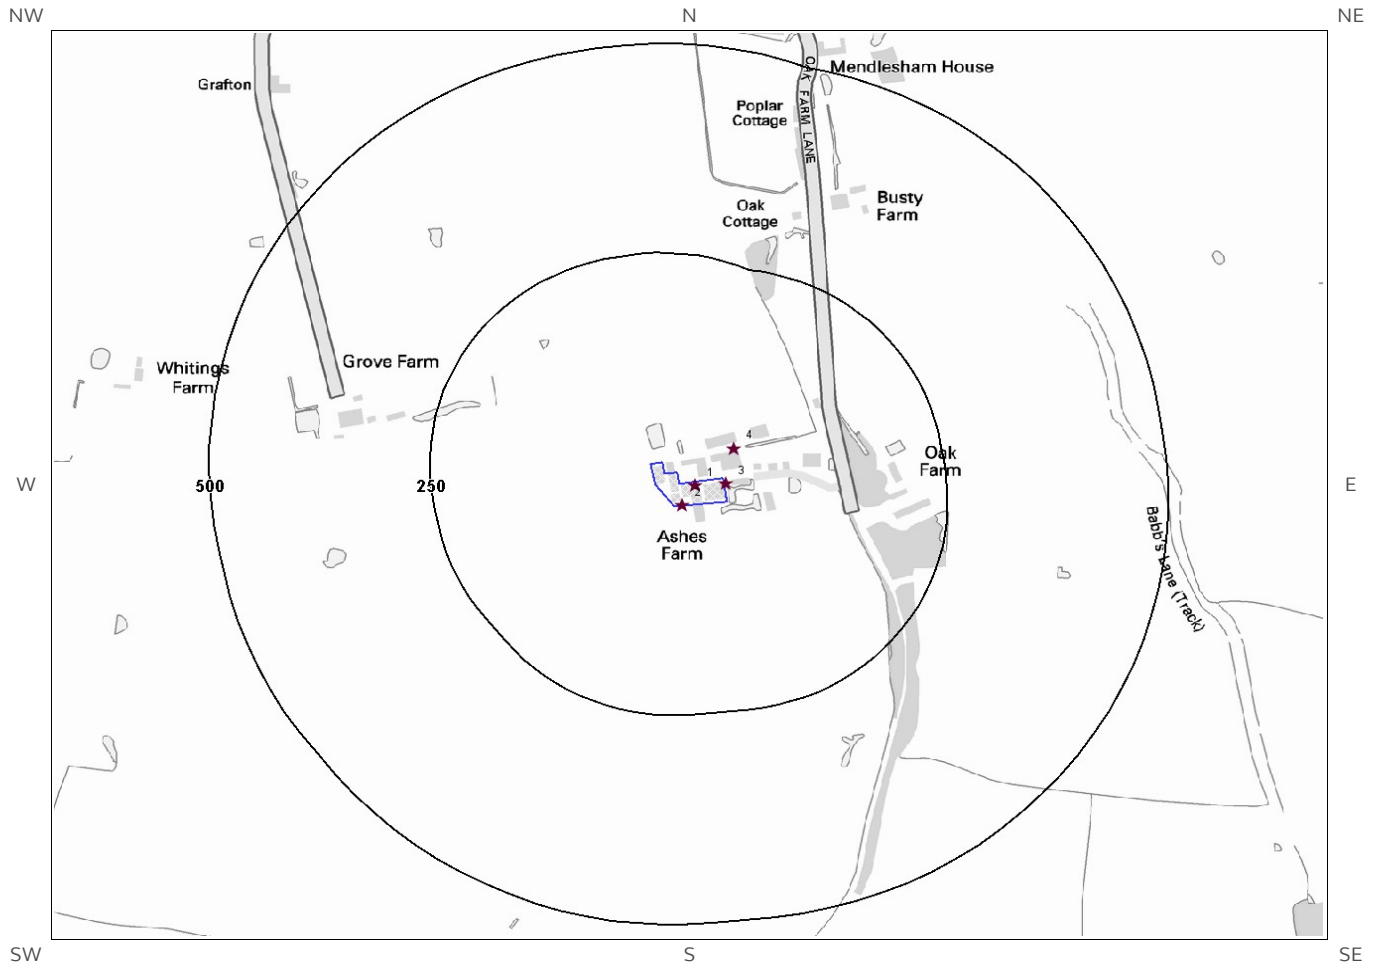 NW
N
NE
Mendlesham House
Grafton
OAK FARM LANE
Poplar
Cottage
Busty
Farm
Oak
Cottage
Grove Farm
Whitings
Farm
4
Oak
Farm
1
3
W
500
250
2
E
Babb's Lane (Track)
Ashes
Farm
SW
S
SE